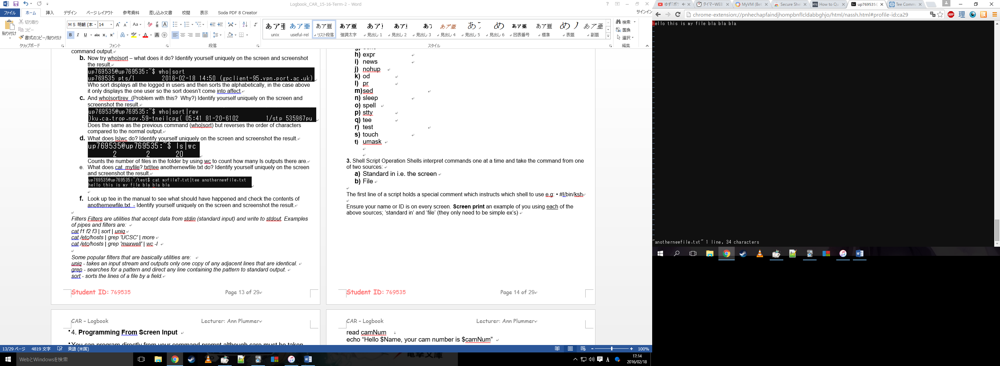 Logbook_CAR_15-16-Term-2 - Word
サインイン
ファイル ホーム 挿入 デザイン ページ レイアウト 参考資料 差し込み文書 校閲 表示 Soda PDF 8 Creator
貼り付け
切り取り
コピー
書式のコピー/貼り付け
クリップボード
ＭＳ 明朝 (本 14
フォント
段落
あア亜 unix
あア亜 useful-rel
あア亜 リスト段落
あア亜 強調太字
見出し 1
見出し 2
見出し 3
見出し 4
見出し 5
見出し 6
あア亜 図表番号
あア亜 標準
表題
あア亜 副題
スタイル
検索
置換
選択
編集
command output.
b. Now try who|sort – what does it do? Identify yourself uniquely on the screen and screenshot
the result.
up769535@up769535:~$ who|sort
up769535 pts/1 2016-02-18 14:50 (gpclient-95.vpn.port.ac.uk)
Who sort displays all the logged in users and then sorts the alphabetically, in the case above
it only displays the one user so the sort doesn’t come into affect.
c. And who|sort|rev (Problem with this? Why?) Identify yourself uniquely on the screen and
screenshot the result.
up769535@up769535:~$ who|sort|rev
)ku.ca.trop.npv.59-tneilcpg( 05:41 81-20-6102 1/stp 535967pu
Does the same as the previous command (who|sort) but reverses the order of characters
compared to the normal output.
d. What does ls|wc do? Identify yourself uniquely on the screen and screenshot the result.
up769535@up769535:~$ ls|wc
2 2 20
Counts the number of files in the folder by using wc to count how many ls outputs there are.
e. What does cat myfile?.txt|tee anothernewfile.txt do? Identify yourself uniquely on the screen
and screenshot the result.
up769535@up769535:~/test$ cat myfile?.txt|tee anothernewfile.txt
hello this is my file bla bla bla
f. Look up tee in the manual to see what should have happened and check the contents of
anothernewfile.txt - Identify yourself uniquely on the screen and screenshot the result.
Filters Filters are utilities that accept data from stdin (standard input) and write to stdout. Examples
of pipes and filters are:
cat f1 f2 f3 | sort | uniq
cat /etc/hosts | grep 'UCSC' | more
cat /etc/hosts | grep 'maxwell' | wc -l
Some popular filters that are basically utilities are:
uniq - takes an input stream and outputs only one copy of any adjacent lines that are identical.
grep - searches for a pattern and direct any line containing the pattern to standard output.
sort - sorts the lines of a file by a field.
Student ID: 769535 Page 13 of 29
CAR – Logbook Lecturer: Ann Plummer
4. Programming From Screen Input
You can program directly from your command prompt although care must be taken
h) expr
i) news
j) nohup
k) od
l) pr
m)sed
n) sleep
o) spell
p) stty
q) tee
r) test
s) touch
t) umask
3. Shell Script Operation Shells interpret commands one at a time and take the command from one
of two sources:
a) Standard in i.e. the screen
b) File
The first line of a script holds a special comment which instructs which shell to use e.g: • #!/bin/ksh
Ensure your name or ID is on every screen. Screen print an example of you using each of the
above sources; ‘standard in’ and ‘file’ (they only need to be simple ex’s)
Student ID: 769535 Page 14 of 29
CAR – Logbook Lecturer: Ann Plummer
read camNum
echo “Hello $Name, your cam number is $camNum”
13/29 ページ 4819 文字 英語 (米国) 100%
WebとWindowsを検索
17:14
2016/02/18
タイマーWEB MyVM (Bet Secure She How to Qu up769535@ Tee Comm
chrome-extension://pnhechapfaindjhompbnflcldabbghjo/html/nassh.html#profile-id:ca29
hello this is my file bla bla bla
"anothernewfile.txt" 1 line, 34 characters